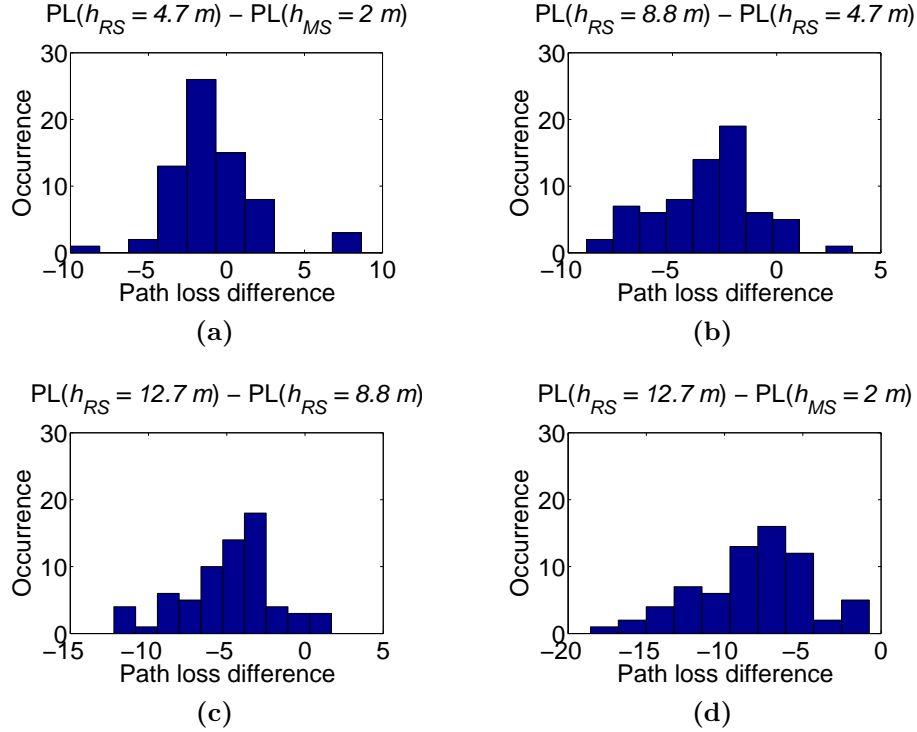 PL(h_RS = 4.7 m) − PL(h_MS = 2 m)
30
20
10
0
Occurrence
−10 −5 0 5 10
Path loss difference
(a)
PL(h_RS = 8.8 m) − PL(h_RS = 4.7 m)
30
20
10
0
Occurrence
−10 −5 0 5
Path loss difference
(b)
PL(h_RS = 12.7 m) − PL(h_RS = 8.8 m)
30
20
10
0
Occurrence
−15 −10 −5 0 5
Path loss difference
(c)
PL(h_RS = 12.7 m) − PL(h_MS = 2 m)
30
20
10
0
Occurrence
−20 −15 −10 −5 0
Path loss difference
(d)